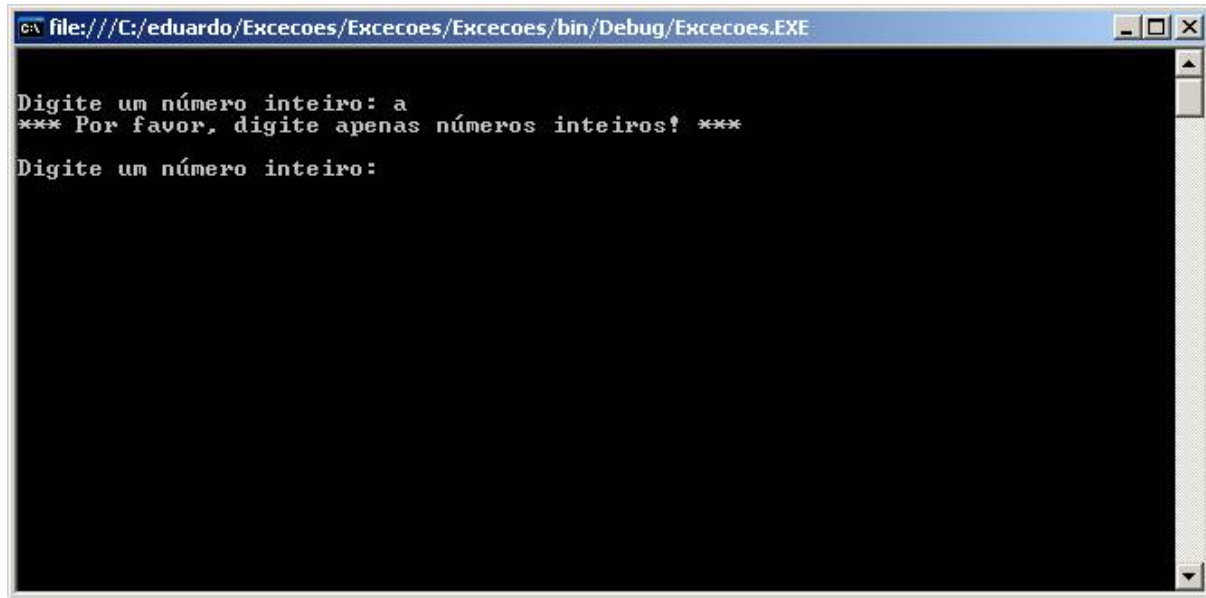 file:///C:/eduardo/Excecoes/Excecoes/Excecoes/bin/Debug/Excecoes.EXE
Digite um número inteiro: a
*** Por favor, digite apenas números inteiros! ***
Digite um número inteiro: